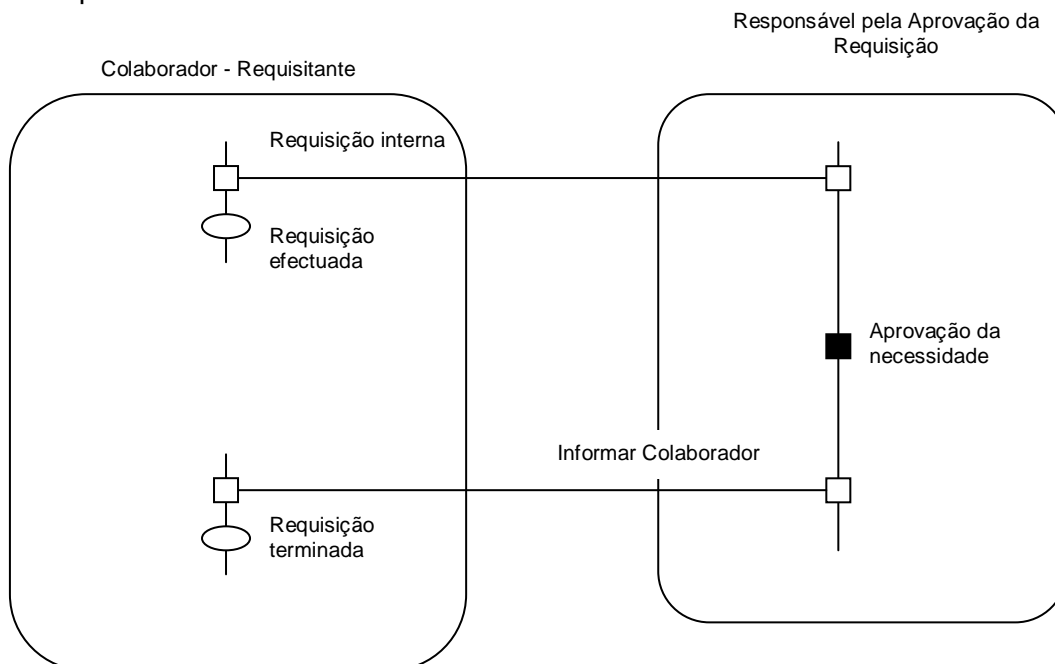 Responsável pela Aprovação da
Requisição
Colaborador - Requisitante
Requisição interna
Requisição
efectuada
Aprovação da
necessidade
Informar Colaborador
Requisição
terminada